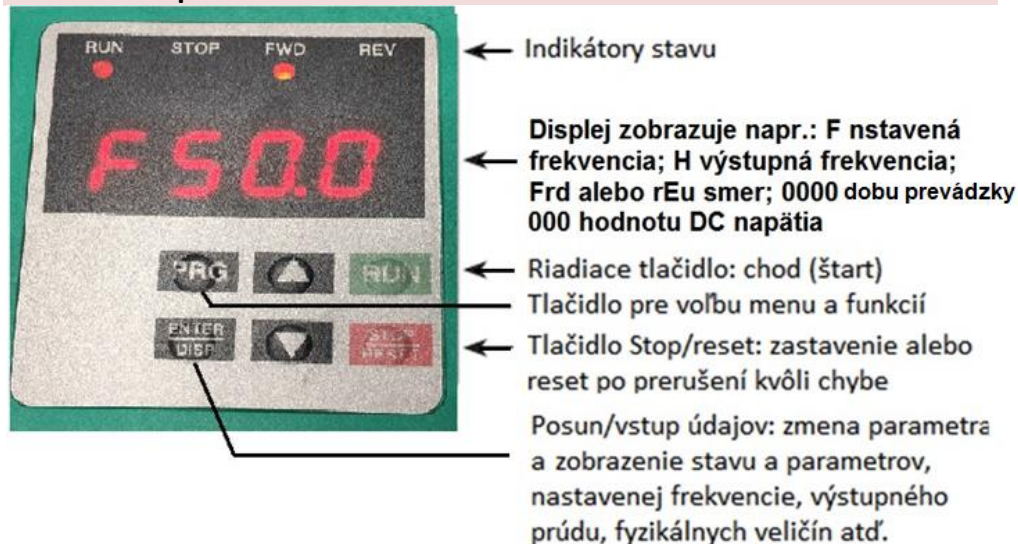 RUN STOP FWD REV
F50.0
PRG RUN
ENTER
DISP
STOP
RESET
Indikátory stavu
Displej zobrazuje napr.: F nstavená
frekvencia; H výstupná frekvencia;
Frd alebo rEu smer; 0000 dobu prevádzky
000 hodnotu DC napätia
Riadiace tlačidlo: chod (štart)
Tlačidlo pre voľbu menu a funkcií
Tlačidlo Stop/reset: zastavenie alebo
reset po prerušení kvôli chybe
Posun/vstup údajov: zmena parametra
a zobrazenie stavu a parametrov,
nastavenej frekvencie, výstupného
prúdu, fyzikálnych veličín atď.